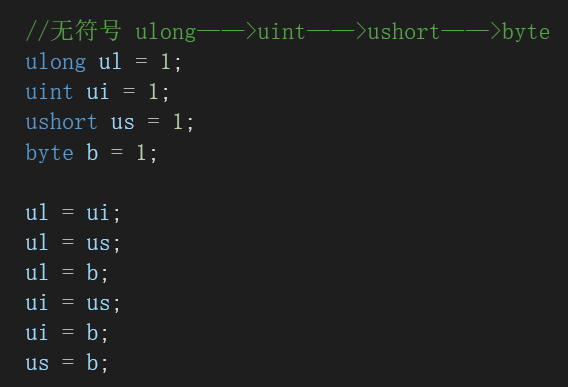 //无符号 ulong——>uint——>ushort——>byte
ulong ul = 1;
uint ui = 1;
ushort us = 1;
byte b = 1;
ul = ui;
ul = us;
ul = b;
ui = us;
ui = b;
us = b;